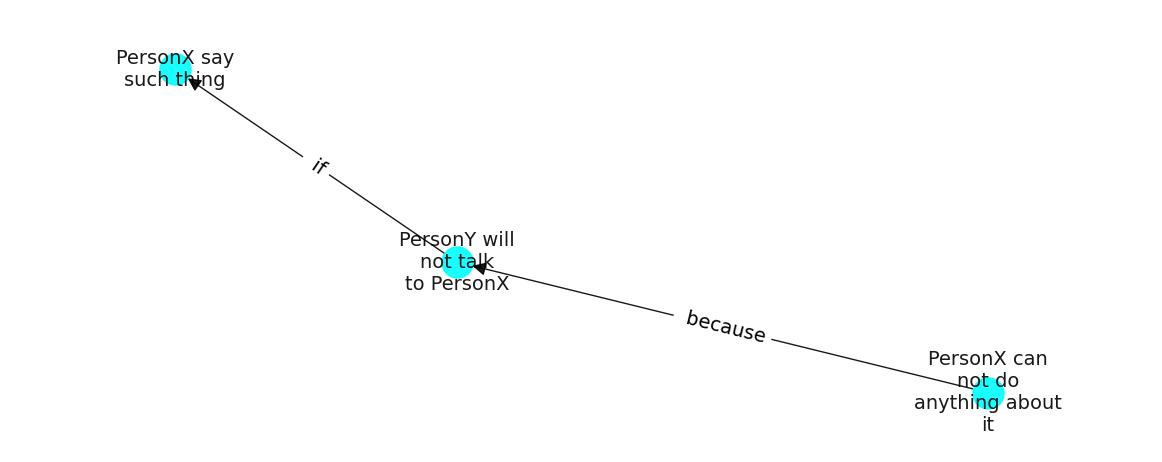 PersonX say
such thing
if
PersonY will
not talk
to PersonX
because
PersonX can
not do
anything about
it